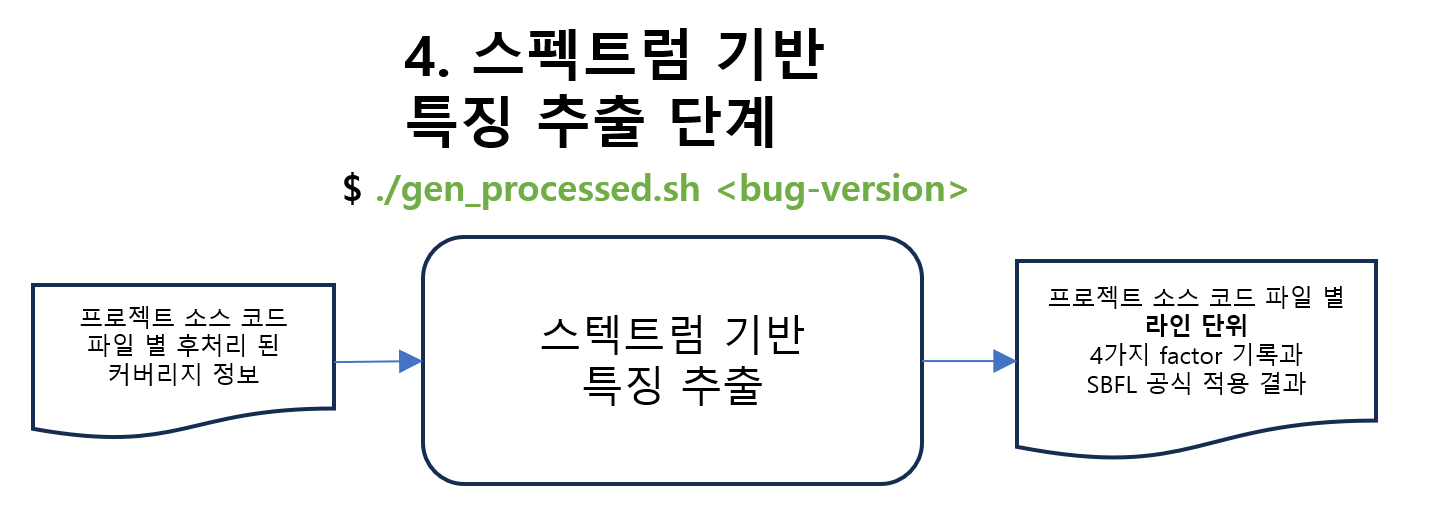 4. 스펙트럼 기반
특징 추출 단계
$ ./gen_processed.sh <bug-version>
프로젝트 소스 코드
파일 별 후처리 된
커버리지 정보
스텍트럼 기반
특징 추출
프로젝트 소스 코드 파일 별
라인 단위
4가지 factor 기록과
SBFL 공식 적용 결과